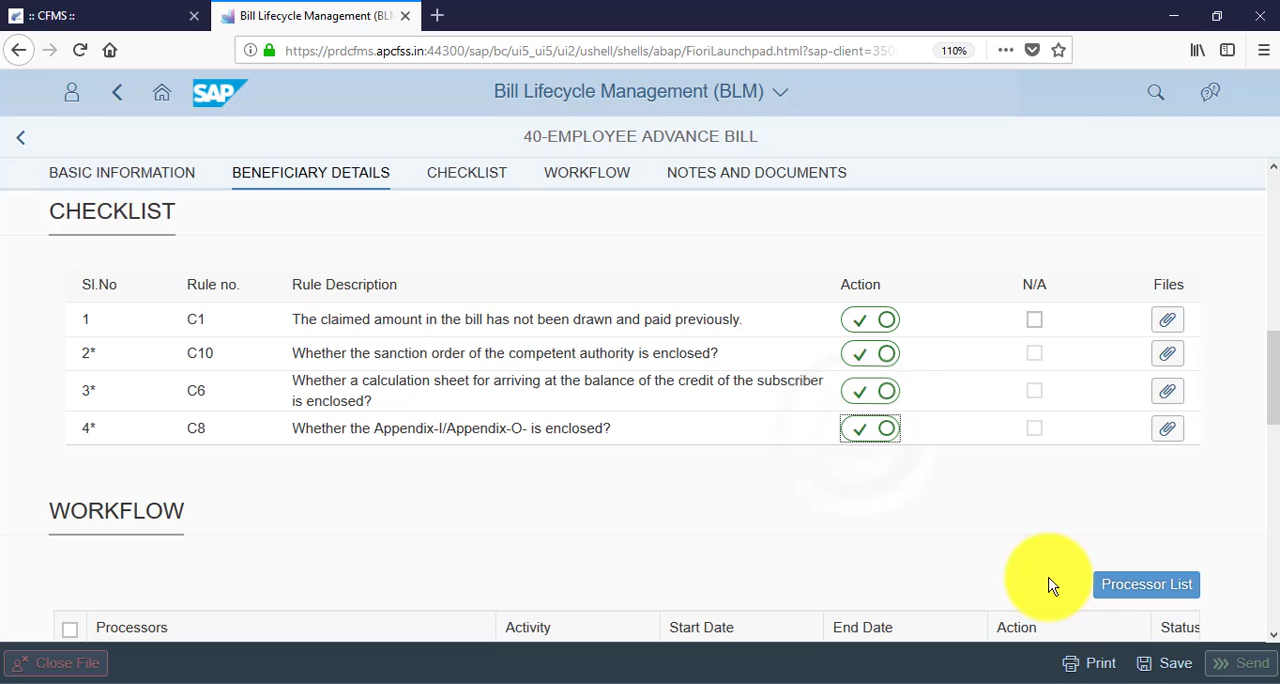 :: CFMS ::
Bill Lifecycle Management (BLM
https://prdcfms.apcfss.in:44300/sap/bc/ui5_ui5/ui2/ushell/shells/abap/FioriLaunchpad.html?sap-client=350
110%
SAP
Bill Lifecycle Management (BLM)
40-EMPLOYEE ADVANCE BILL
BASIC INFORMATION BENEFICIARY DETAILS CHECKLIST WORKFLOW NOTES AND DOCUMENTS
CHECKLIST
Sl.No Rule no. Rule Description Action N/A Files
1 C1 The claimed amount in the bill has not been drawn and paid previously.
2* C10 Whether the sanction order of the competent authority is enclosed?
3* C6 Whether a calculation sheet for arriving at the balance of the credit of the subscriber
is enclosed?
4* C8 Whether the Appendix-I/Appendix-O- is enclosed?
WORKFLOW
Processor List
Processors Activity Start Date End Date Action Status
Close File Print Save Send